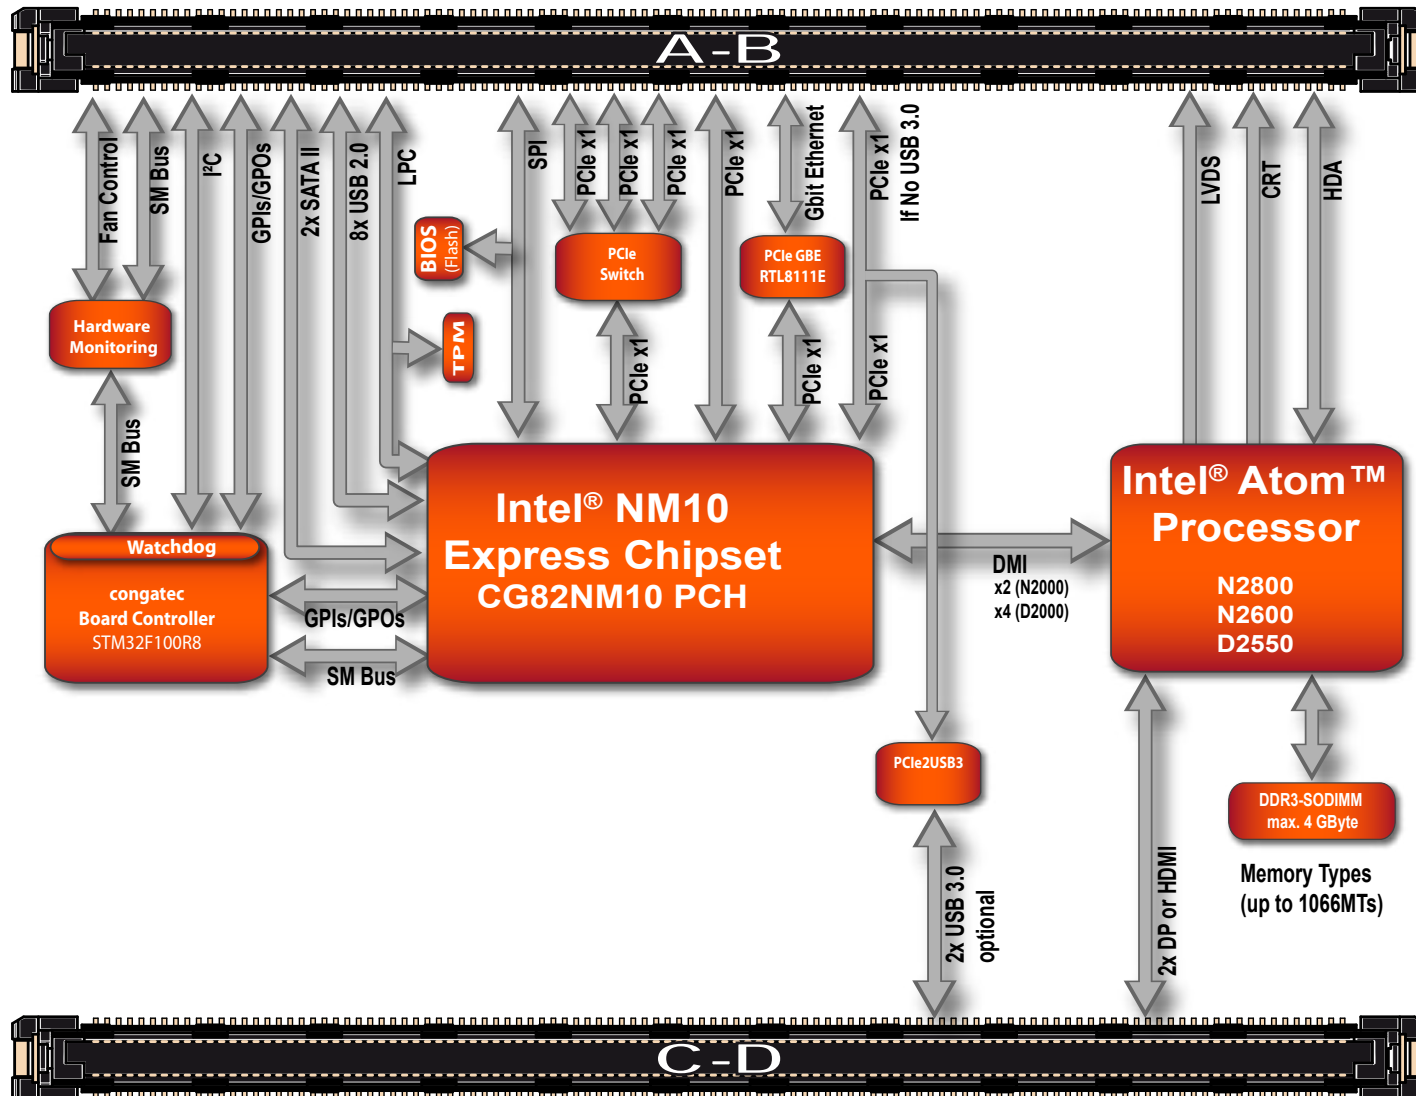 A-B
Fan Control
SM Bus
I²C
GPIs/GPOs
2x SATA II
8x USB 2.0
LPC
SPI
PCIe x1
PCIe x1
PCIe x1
PCIe x1
Gbit Ethernet
PCIe x1
If No USB 3.0
LVDS
CRT
HDA
BIOS
(Flash)
PCIe
Switch
PCIe GBE
RTL8111E
Hardware
Monitoring
TPM
PCIe x1
PCIe x1
PCIe x1
SM Bus
Intel® NM10
Express Chipset
CG82NM10 PCH
Intel® Atom™
Processor
N2800
N2600
D2550
Watchdog
congatec
Board Controller
STM32F100R8
GPIs/GPOs
SM Bus
DMI
x2 (N2000)
x4 (D2000)
PCIe2USB3
DDR3-SODIMM
max. 4 GByte
Memory Types
(up to 1066MTs)
2x USB 3.0
optional
2x DP or HDMI
C-D